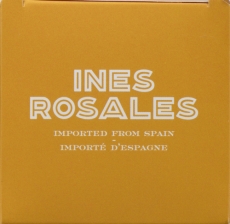 INES
ROSALES
IMPORTED FROM SPAIN
-
IMPORTÉ D'ESPAGNE